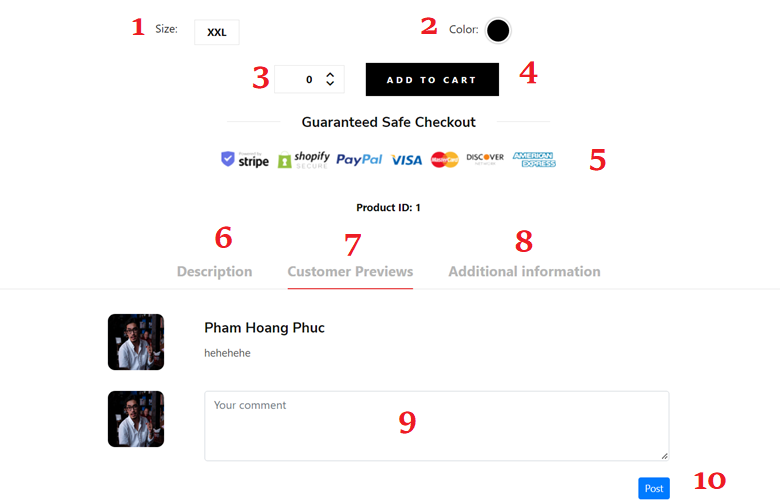 1 Size: XXL 2 Color:
3 0 ADD TO CART 4
Guaranteed Safe Checkout
Powered by stripe shopify SECURE PayPal VISA MasterCard DISCOVER AMERICAN EXPRESS 5
Product ID: 1
6 7 8
Description Customer Previews Additional information
Pham Hoang Phuc
hehehehe
Your comment
9
Post 10